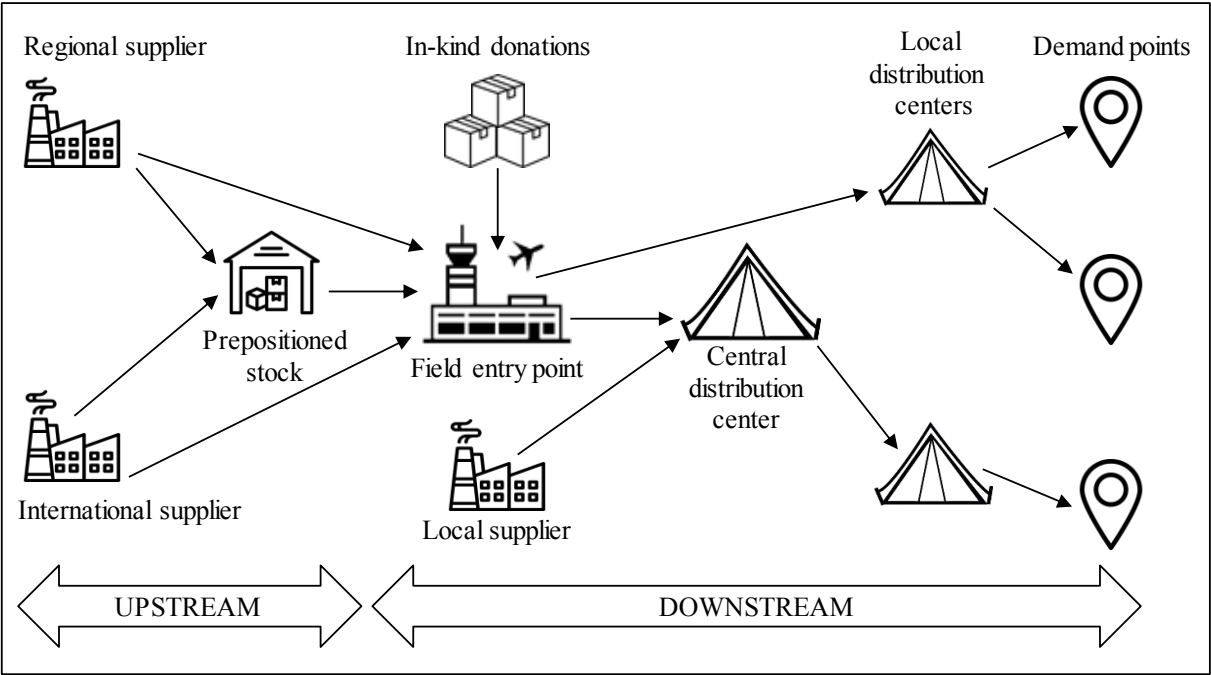 Regional supplier
In-kind donations
Local
distribution
centers
Demand points
Prepositioned
stock
Field entry point
Central
distribution
center
International supplier
Local supplier
UPSTREAM
DOWNSTREAM